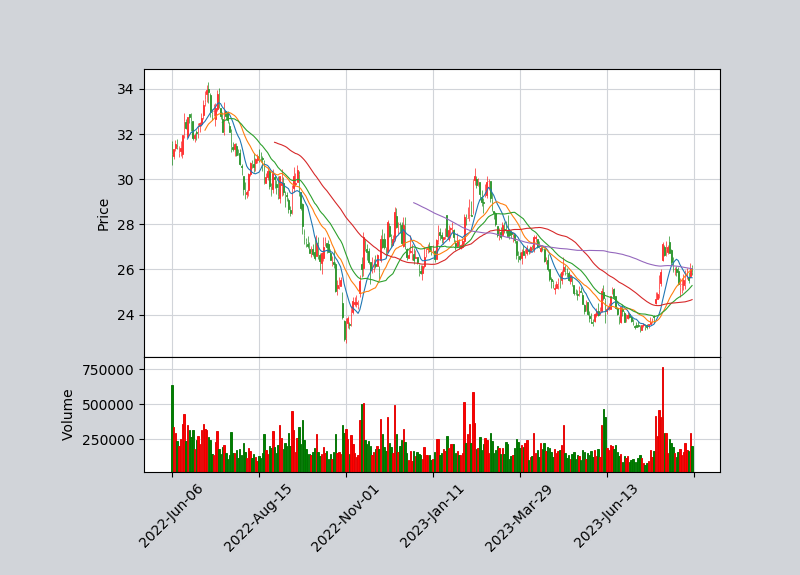 34
32
30
28
26
24
Price
750000
500000
250000
Volume
2022-Jun-06
2022-Aug-15
2022-Nov-01
2023-Jan-11
2023-Mar-29
2023-Jun-13